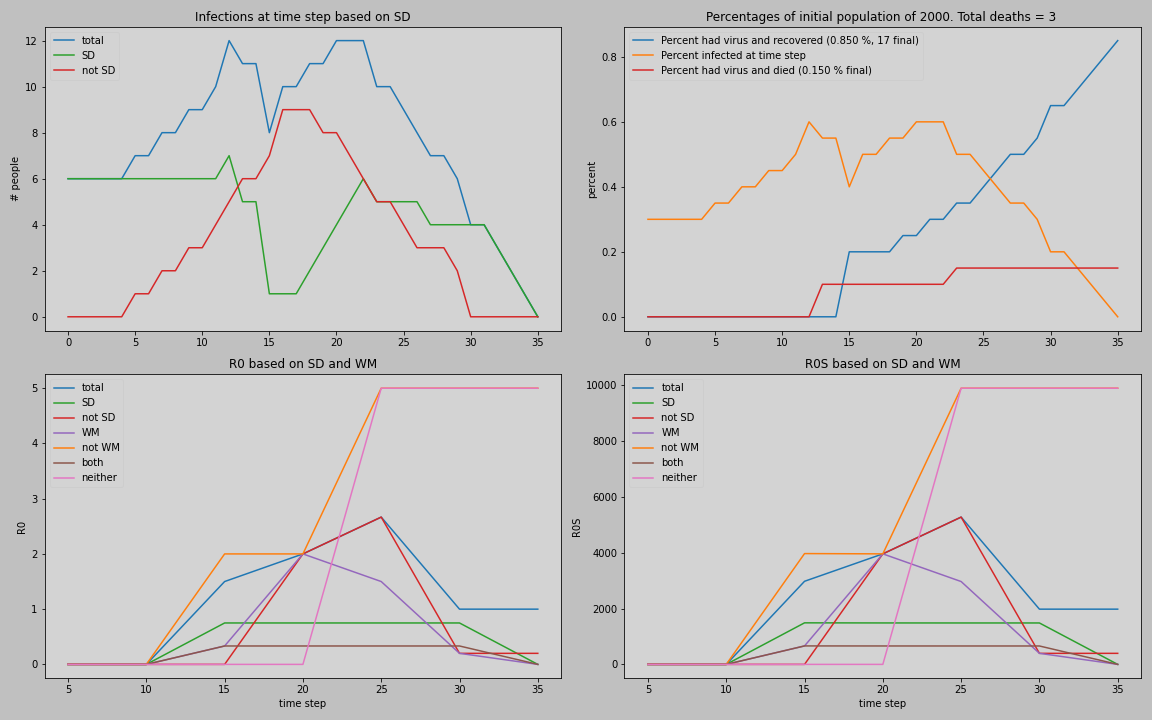 Infections at time step based on SD
total
SD
not SD
12
10
8
6
4
2
0
# people
0 5 10 15 20 25 30 35
Percentages of initial population of 2000. Total deaths = 3
Percent had virus and recovered (0.850 %, 17 final)
Percent infected at time step
Percent had virus and died (0.150 % final)
0.8
0.6
0.4
0.2
0.0
percent
0 5 10 15 20 25 30 35
R0 based on SD and WM
total
SD
not SD
WM
not WM
both
neither
5
4
3
2
1
0
R0
5 10 15 20 25 30 35
time step
R0S based on SD and WM
total
SD
not SD
WM
not WM
both
neither
10000
8000
6000
4000
2000
0
R0S
5 10 15 20 25 30 35
time step